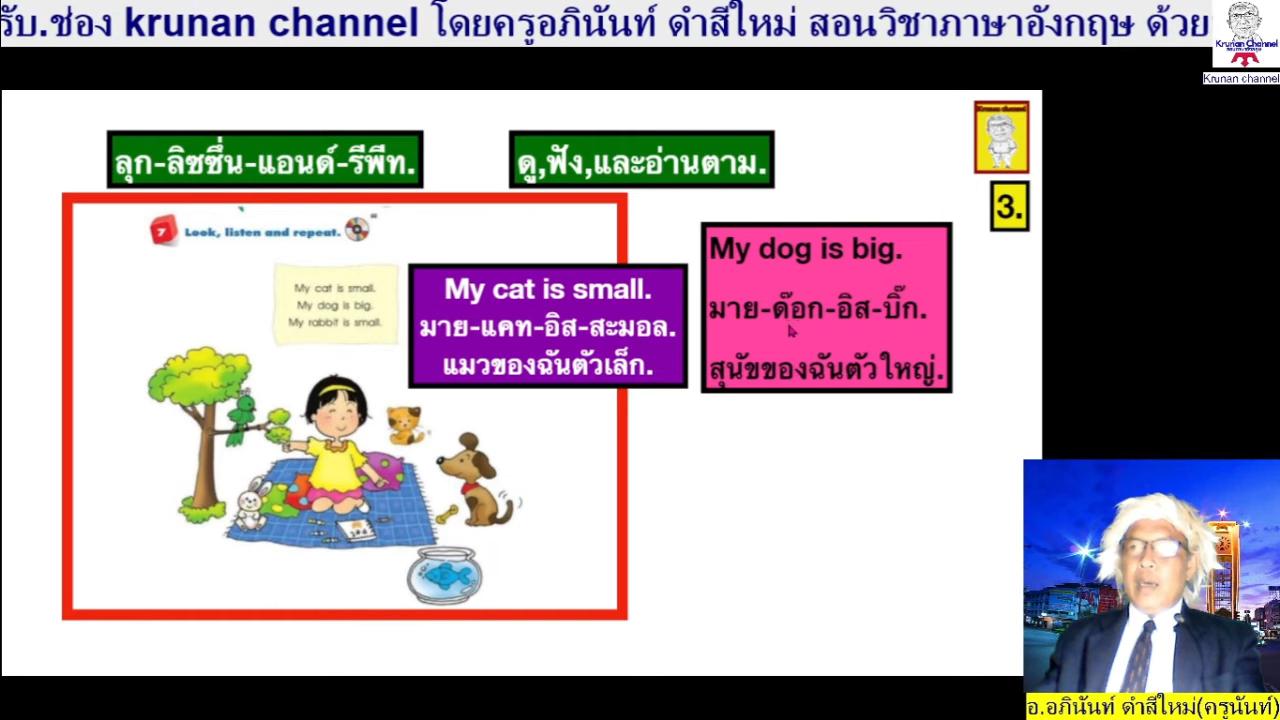 รับ.ช่อง krunan channel โดยครูอภินันท์ ดำสีใหม่ สอนวิชาภาษาอังกฤษ ด้วย
Krunan Channel
Krunan channel
Krunan channel
ลุก-ลิซซึ่น-แอนด์-รีพีท.
ดู,ฟัง,และอ่านตาม.
3.
7 Look, listen and repeat.
My cat is small.
My dog is big.
My rabbit is small.
My cat is small.
มาย-แคท-อิส-สะมอล.
แมวของฉันตัวเล็ก.
My dog is big.
มาย-ด๊อก-อิส-บิ๊ก.
สุนัขของฉันตัวใหญ่.
อ.อภินันท์ ดำสีใหม่(ครูนันท์)